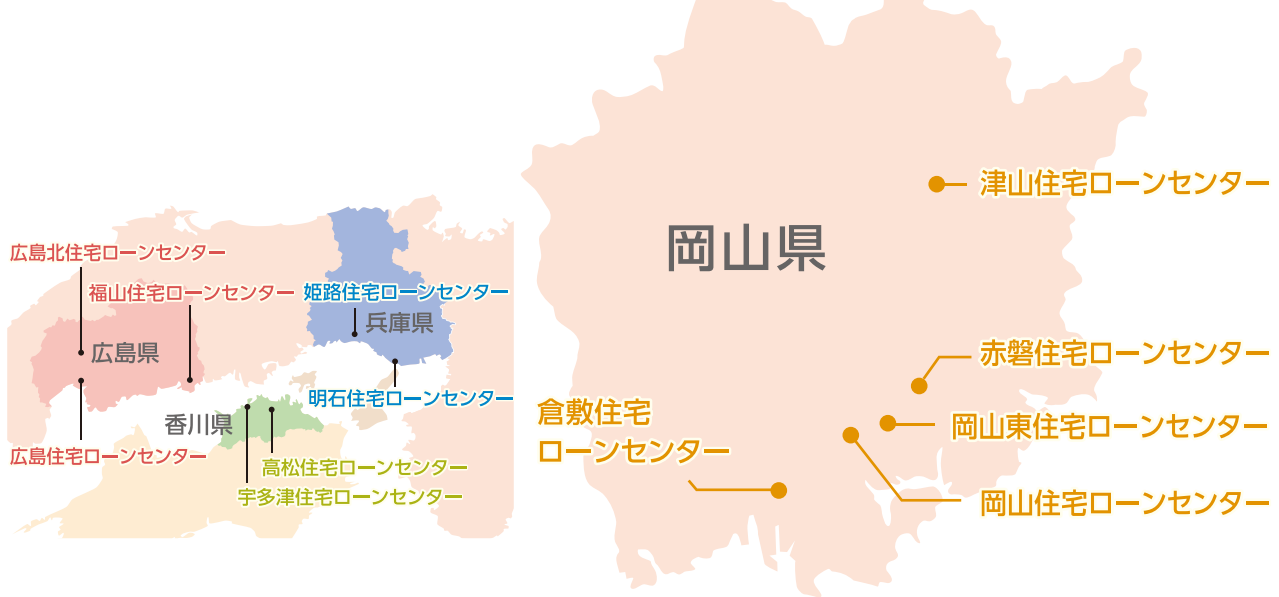 広島北住宅ローンセンター
福山住宅ローンセンター
姫路住宅ローンセンター
兵庫県
広島県
明石住宅ローンセンター
香川県
広島住宅ローンセンター
高松住宅ローンセンター
宇多津住宅ローンセンター
岡山県
津山住宅ローンセンター
赤磐住宅ローンセンター
倉敷住宅
ローンセンター
岡山東住宅ローンセンター
岡山住宅ローンセンター